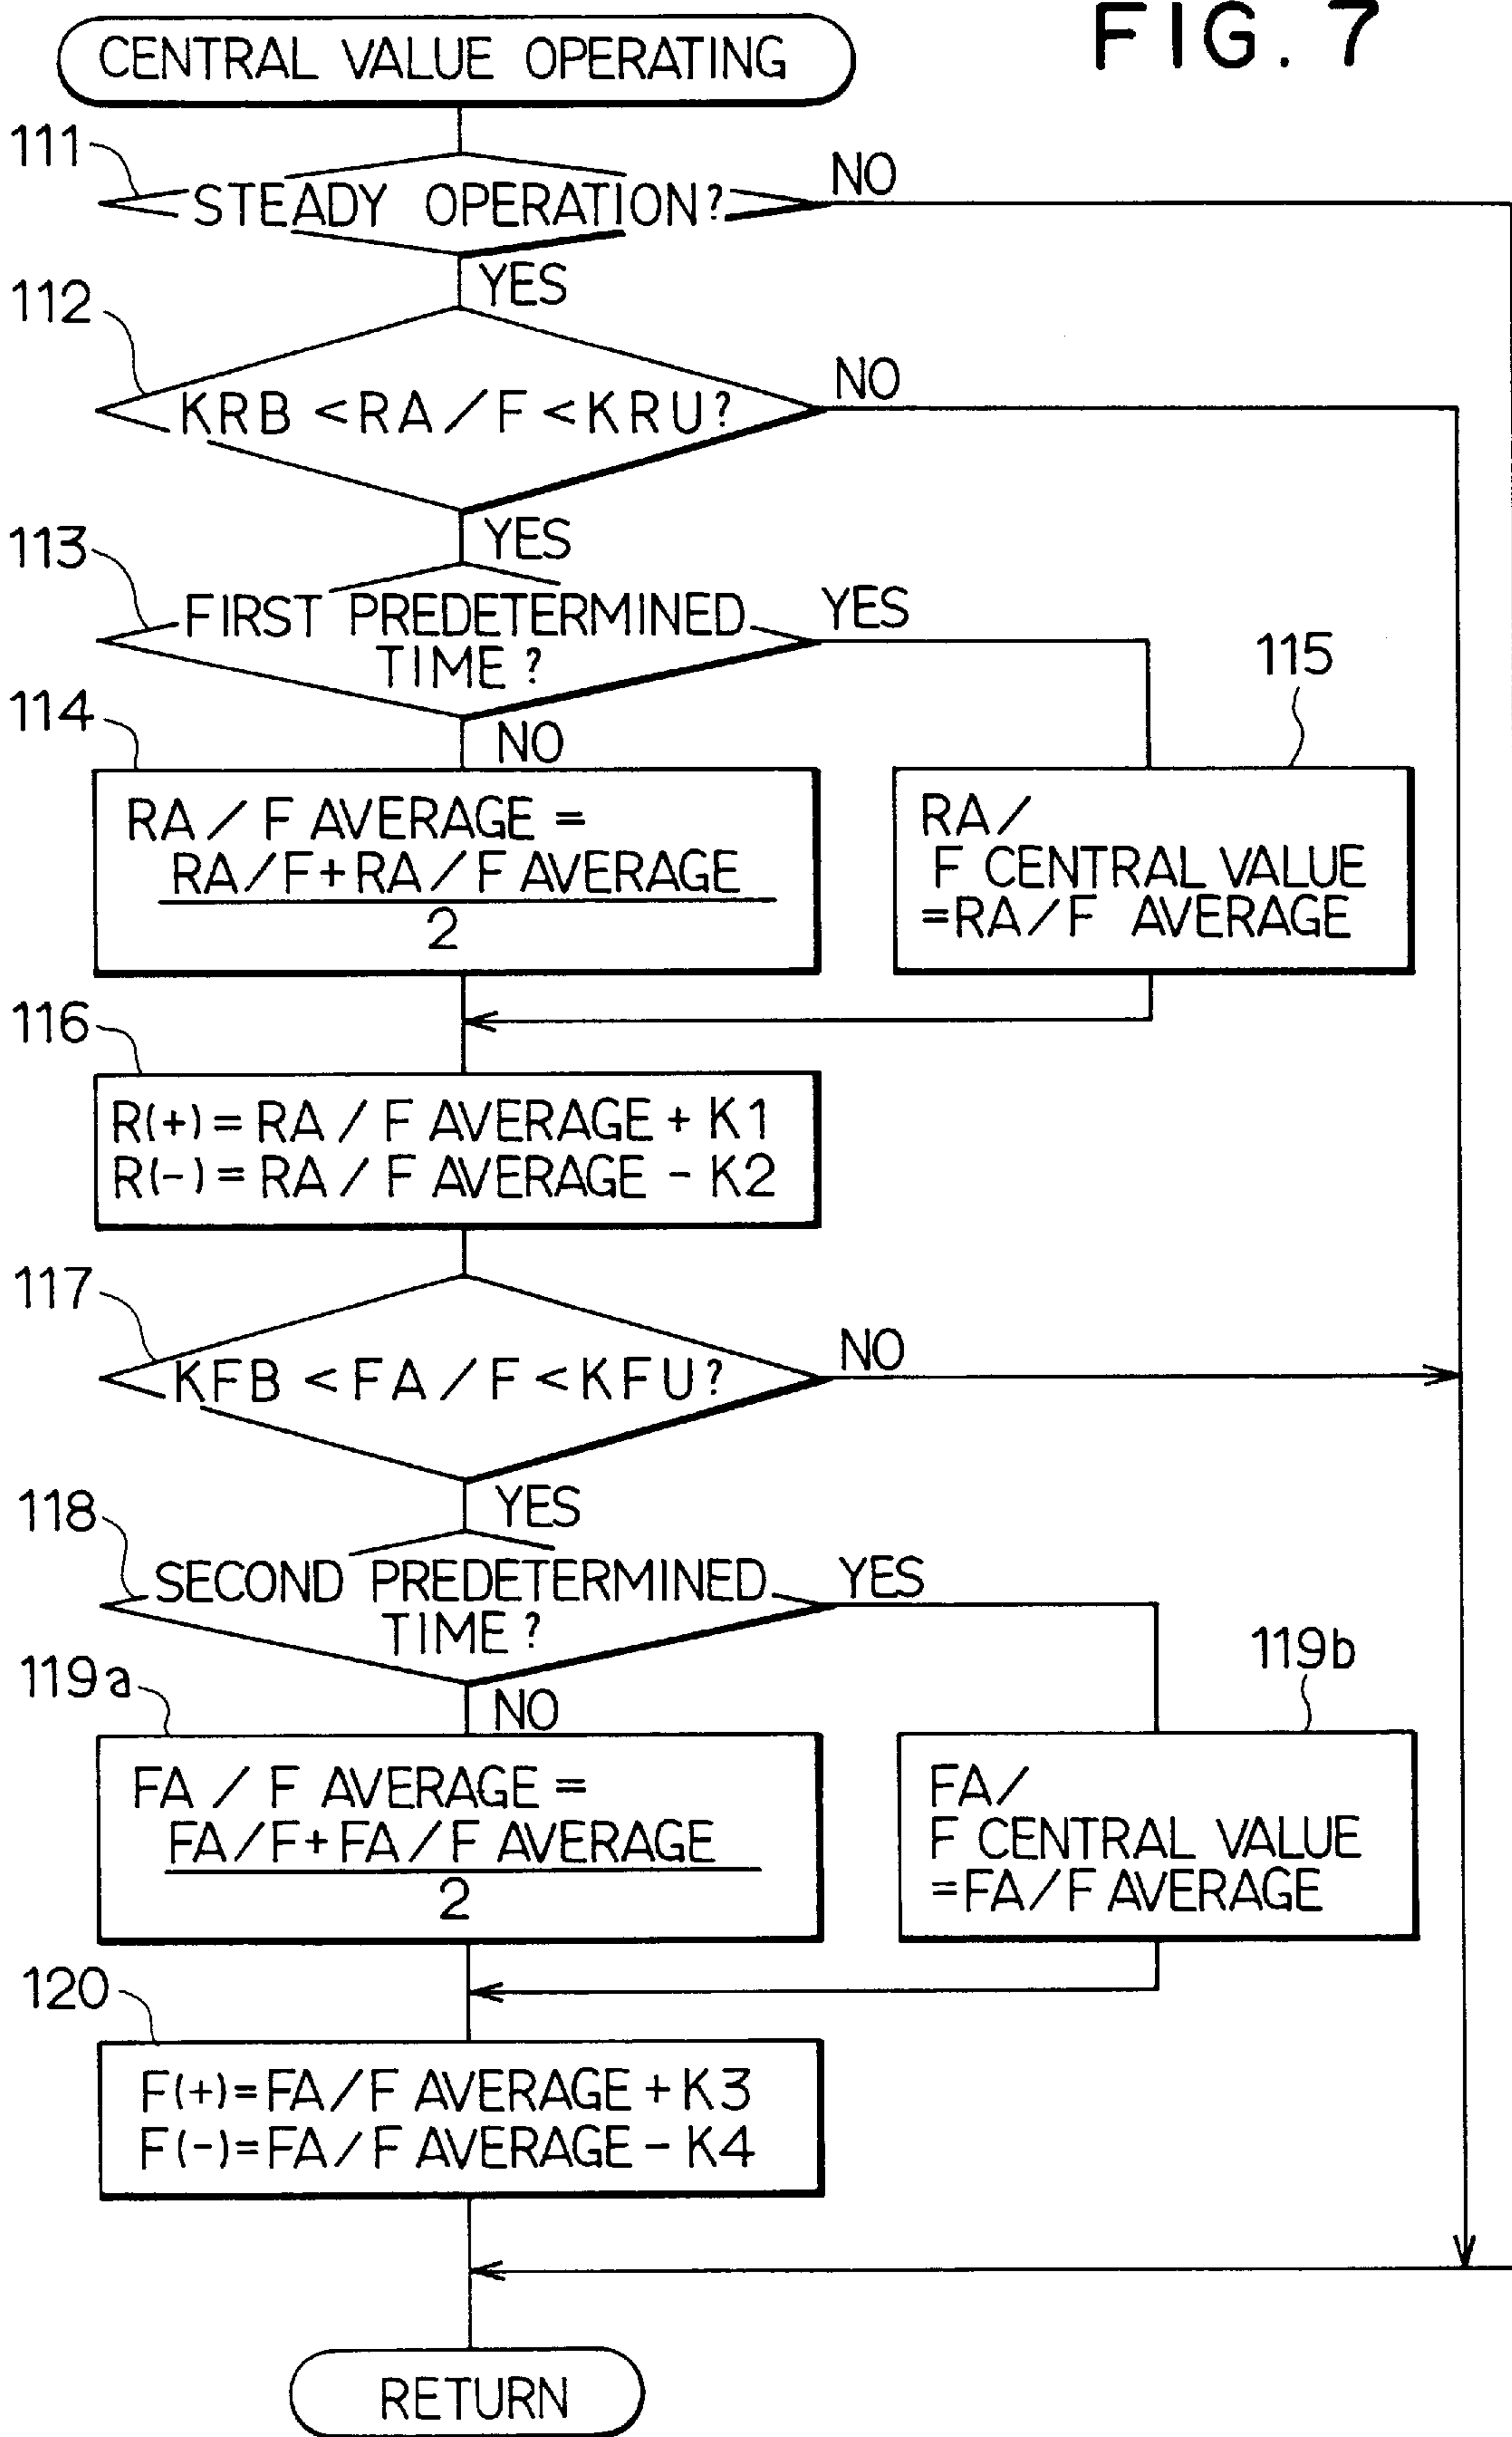 FIG. 7
CENTRAL VALUE OPERATING
111
STEADY OPERATION?
NO
YES
112
KRB < RA / F < KRU?
NO
YES
113
FIRST PREDETERMINED
TIME?
YES
NO
114
RA / F AVERAGE =
RA/F+RA/F AVERAGE
2
115
RA/
F CENTRAL VALUE
=RA/F AVERAGE
116
R(+) = RA / F AVERAGE + K1
R(-) = RA / F AVERAGE - K2
117
KFB < FA / F < KFU?
NO
YES
118
SECOND PREDETERMINED
TIME?
YES
NO
119a
FA / F AVERAGE =
FA/F+FA/F AVERAGE
2
119b
FA/
F CENTRAL VALUE
=FA/F AVERAGE
120
F(+)=FA/F AVERAGE + K3
F(-)=FA/F AVERAGE - K4
RETURN